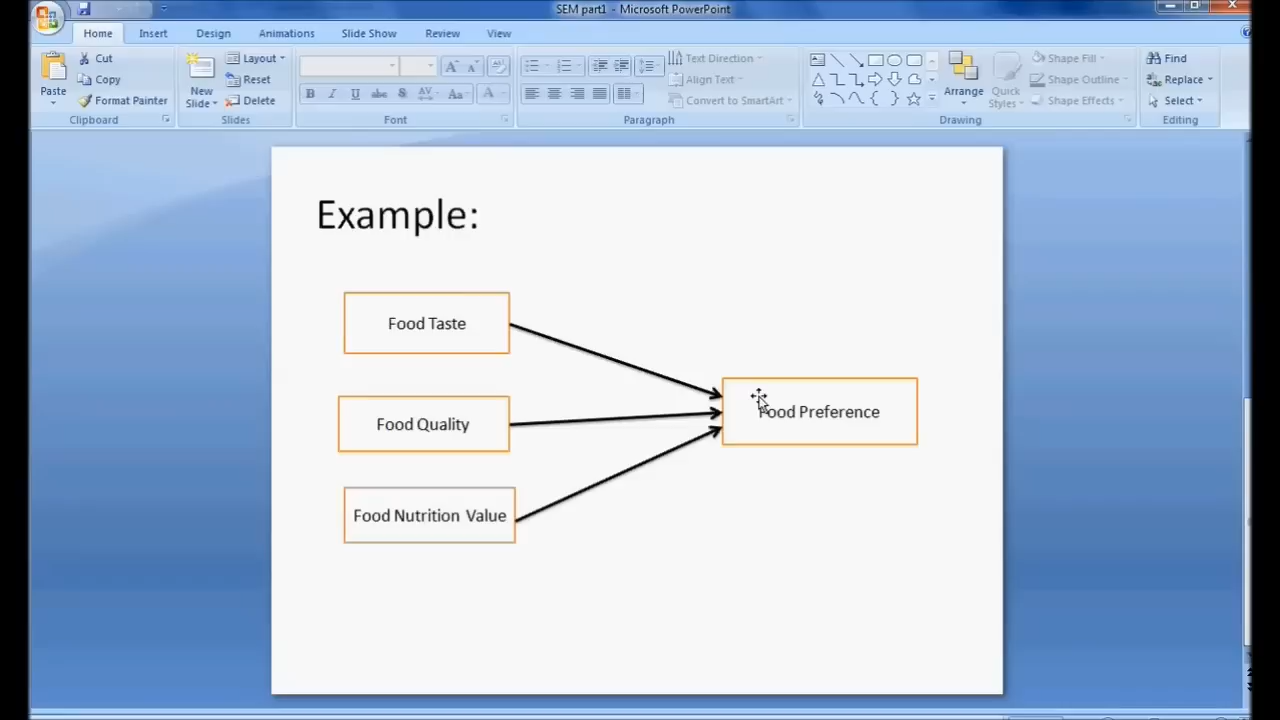 SEM part1 - Microsoft PowerPoint
Home Insert Design Animations Slide Show Review View
Paste
Cut
Copy
Format Painter
Clipboard
New Slide
Layout
Reset
Delete
Slides
B I U abc S AV Aa A
Font
Text Direction
Align Text
Convert to SmartArt
Paragraph
Arrange
Quick Styles
Shape Fill
Shape Outline
Shape Effects
Drawing
Find
Replace
Select
Editing
Example:
Food Taste
Food Quality
Food Nutrition Value
Food Preference